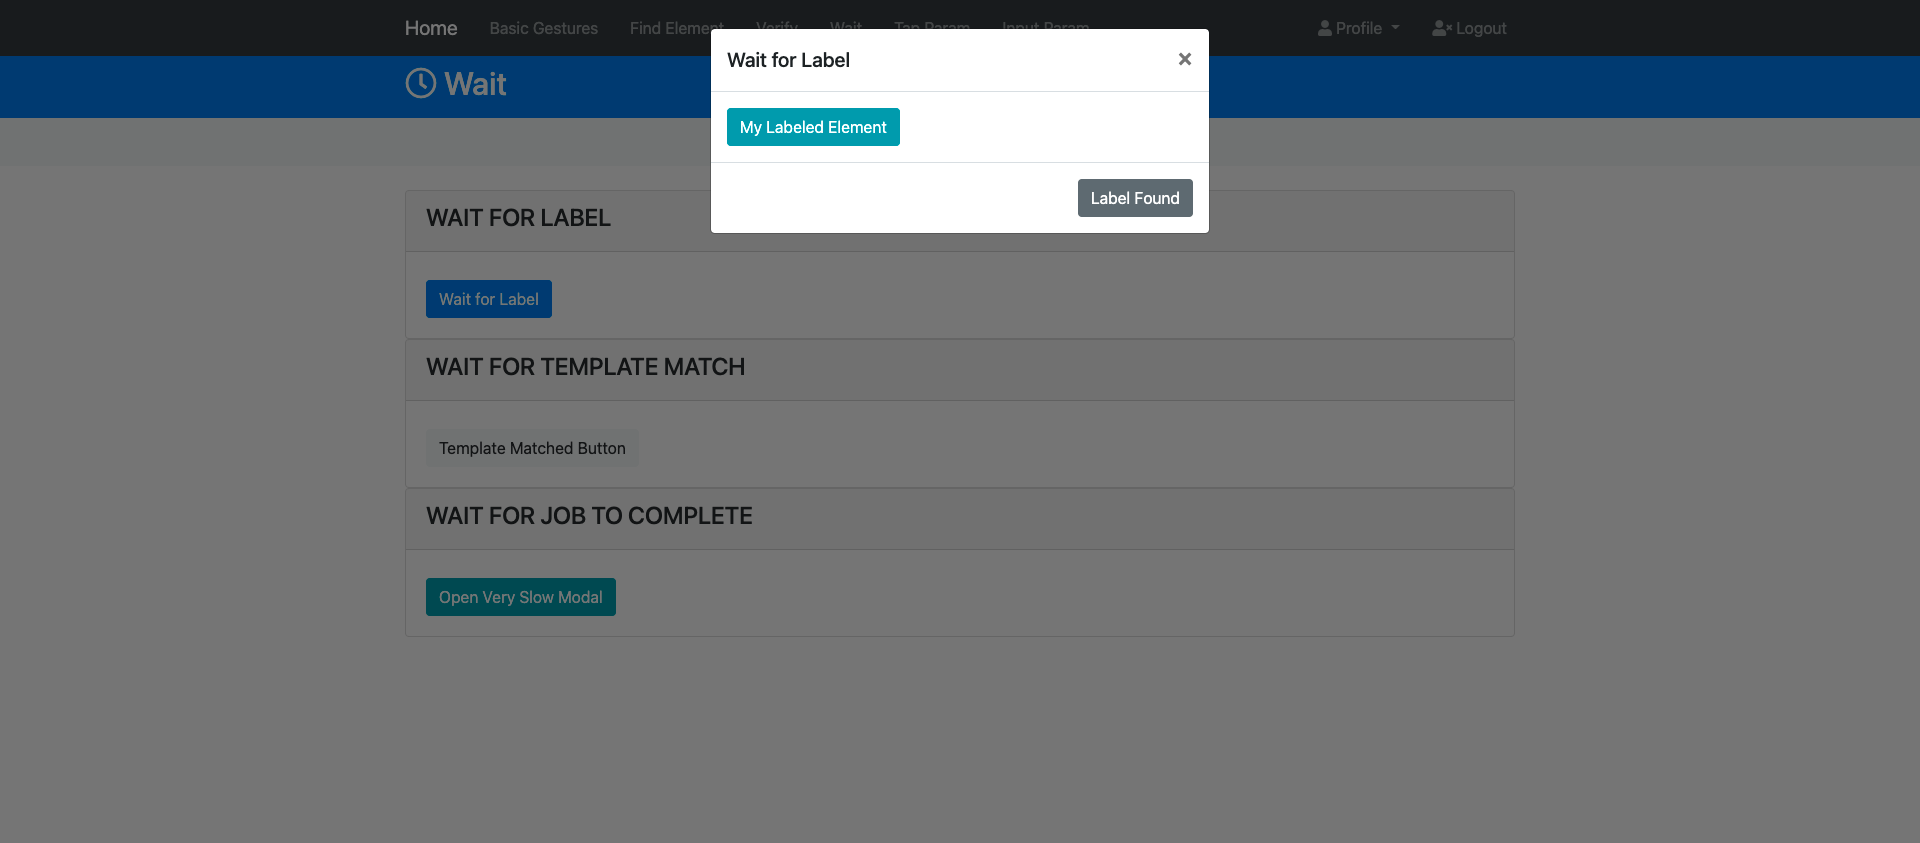 Home Basic Gestures Find Element Verify Wait Tap Param Input Param Profile Logout
Wait for Label ×
Wait
My Labeled Element
Label Found
WAIT FOR LABEL
Wait for Label
WAIT FOR TEMPLATE MATCH
Template Matched Button
WAIT FOR JOB TO COMPLETE
Open Very Slow Modal